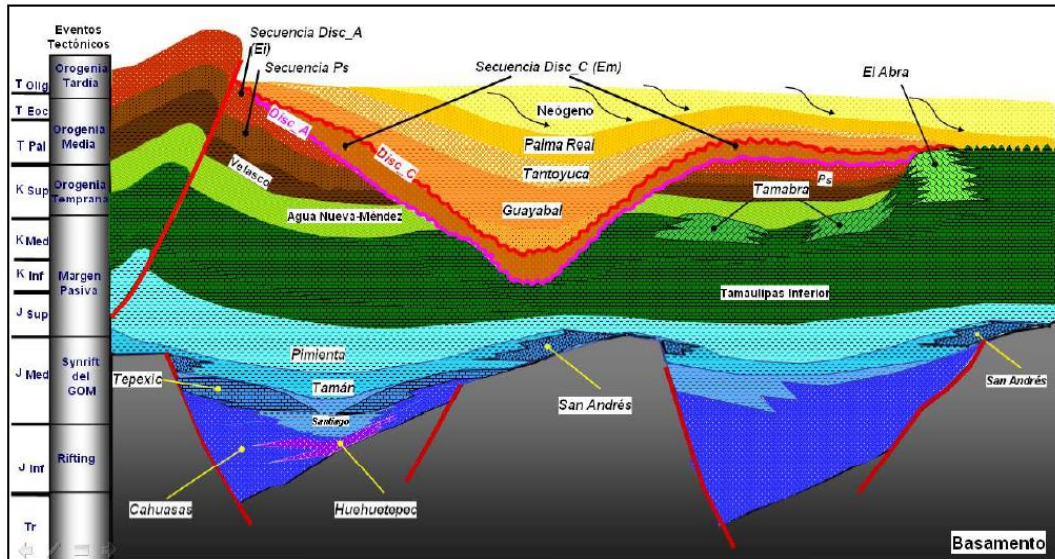 Eventos
Tectónicos
T Olig
T Eoc
T Pal
K Sup
K Med
K Inf
J Sup
J Med
J Inf
Tr
Orogenia
Tardía
Orogenia
Media
Orogenia
Temprana
Margen
Pasiva
Synrift
del
GOM
Rifting
Secuencia Disc_A
(Ei)
Secuencia Ps
Secuencia Disc_C (Em)
El Abra
Neógeno
Disc_A
Palma Real
Disc_C
Velasco
Tantoyuca
Ps
Tamabra
Guayabal
Agua Nueva-Méndez
Tamaulipas Inferior
Pimienta
Tepexic
Tamán
San Andrés
San Andrés
Santiago
Cahuasas
Huehuetepec
Basamento